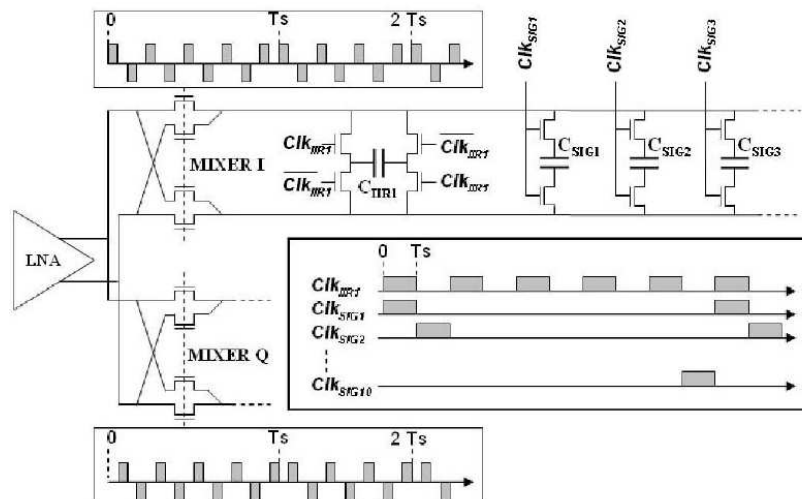 0 Ts 2 Ts
Clk_SIG1 Clk_SIG2 Clk_SIG3
MIXER I
Clk_IIR1 C_IIR1 Clk_IIR1
Clk_IIR1 Clk_IIR1
C_SIG1 C_SIG2 C_SIG3
LNA
MIXER Q
0 Ts
Clk_IIR1
Clk_SIG1
Clk_SIG2
Clk_SIG10
0 Ts 2 Ts